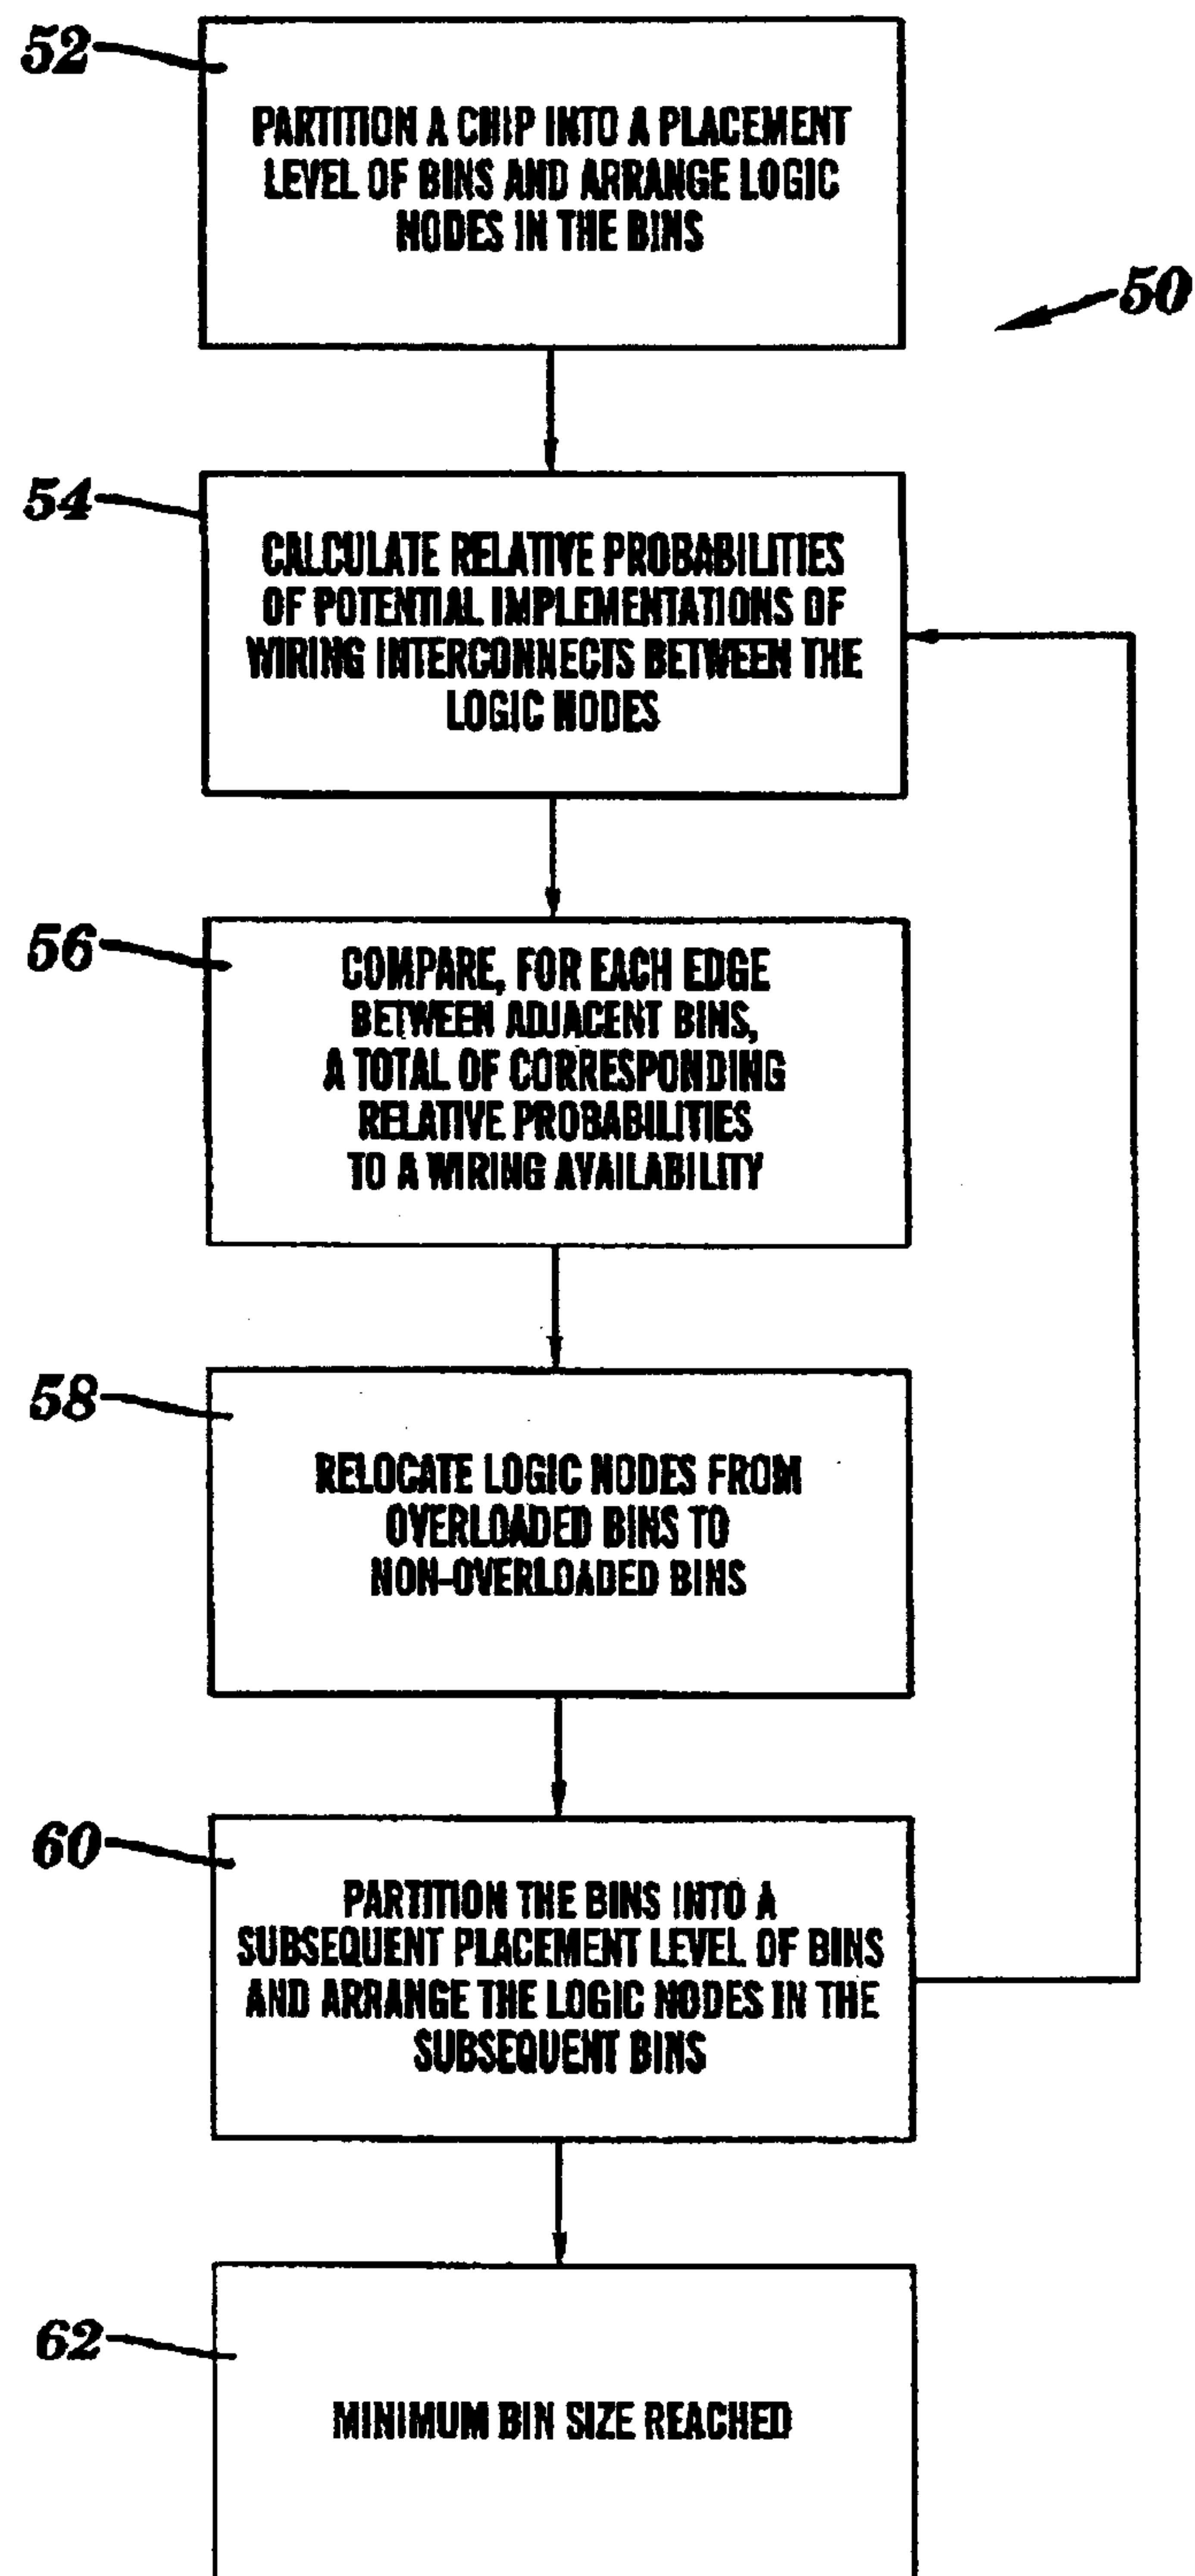 52
PARTITION A CHIP INTO A PLACEMENT
LEVEL OF BINS AND ARRANGE LOGIC
NODES IN THE BINS
50
54
CALCULATE RELATIVE PROBABILITIES
OF POTENTIAL IMPLEMENTATIONS OF
WIRING INTERCONNECTS BETWEEN THE
LOGIC NODES
56
COMPARE, FOR EACH EDGE
BETWEEN ADJACENT BINS,
A TOTAL OF CORRESPONDING
RELATIVE PROBABILITIES
TO A WIRING AVAILABILITY
58
RELOCATE LOGIC NODES FROM
OVERLOADED BINS TO
NON-OVERLOADED BINS
60
PARTITION THE BINS INTO A
SUBSEQUENT PLACEMENT LEVEL OF BINS
AND ARRANGE THE LOGIC NODES IN THE
SUBSEQUENT BINS
62
MINIMUM BIN SIZE REACHED